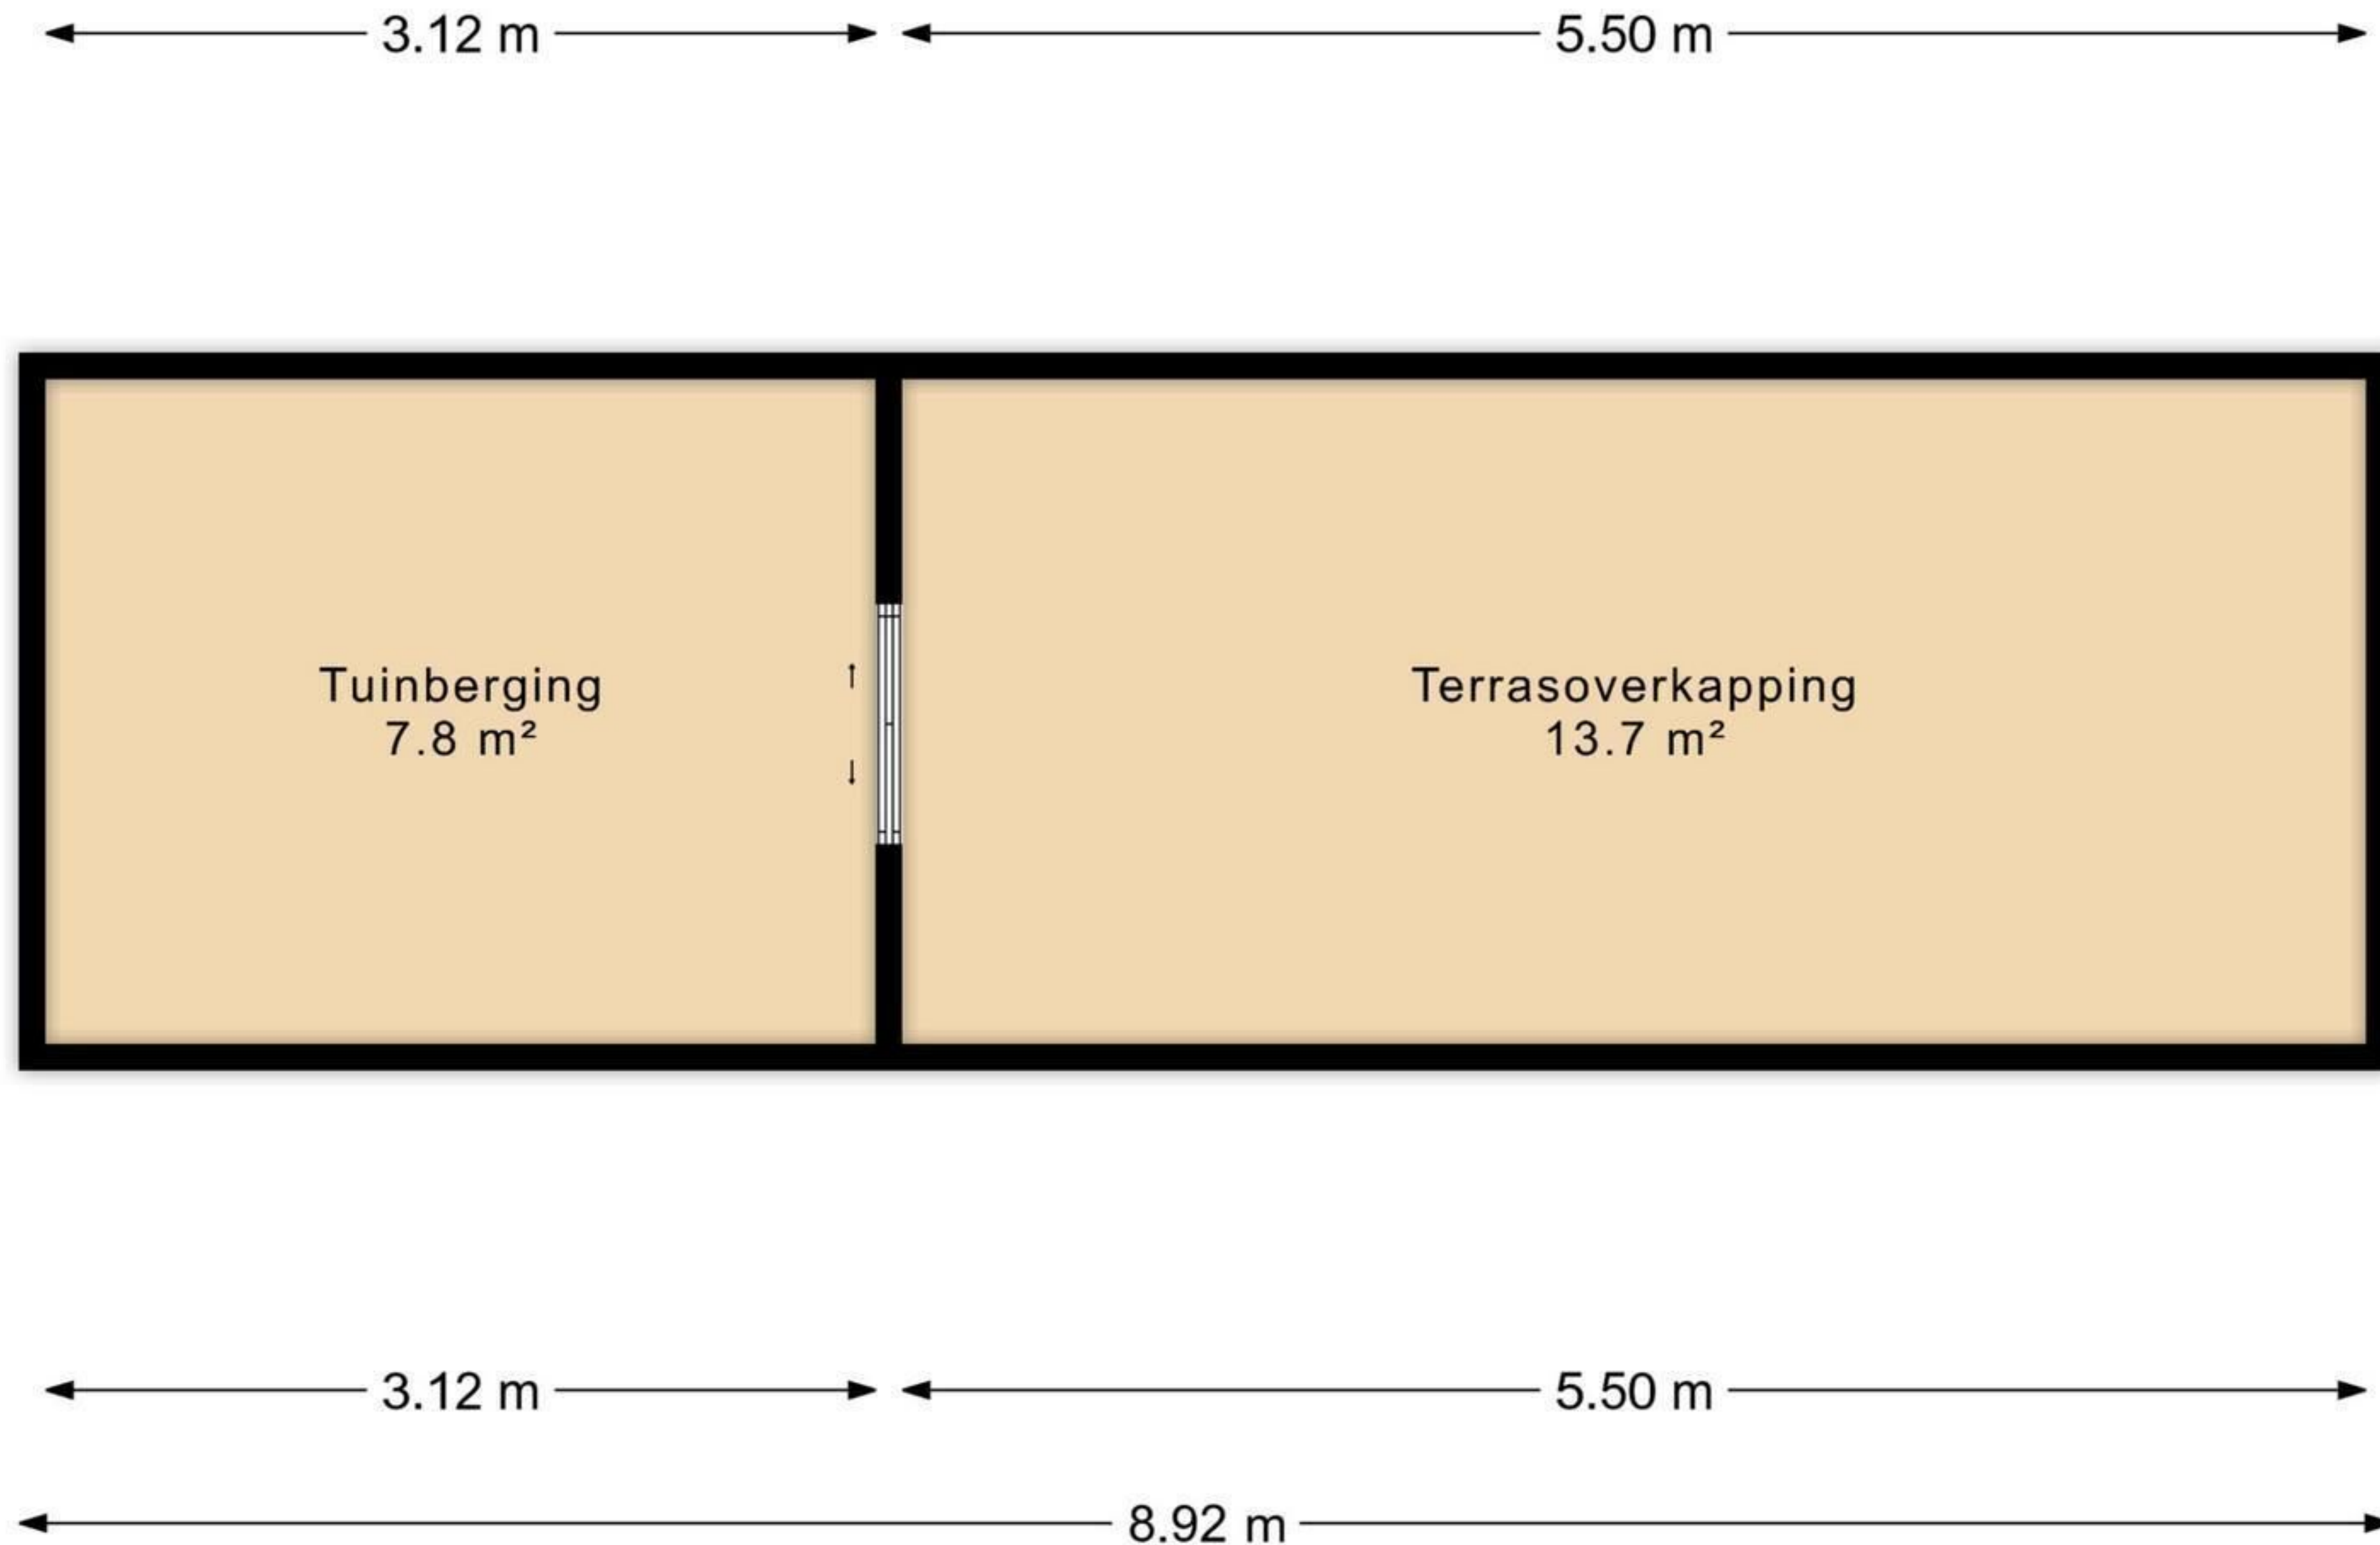 3.12 m
5.50 m
Tuinberging
7.8 m²
Terrasoverkapping
13.7 m²
3.12 m
5.50 m
8.92 m